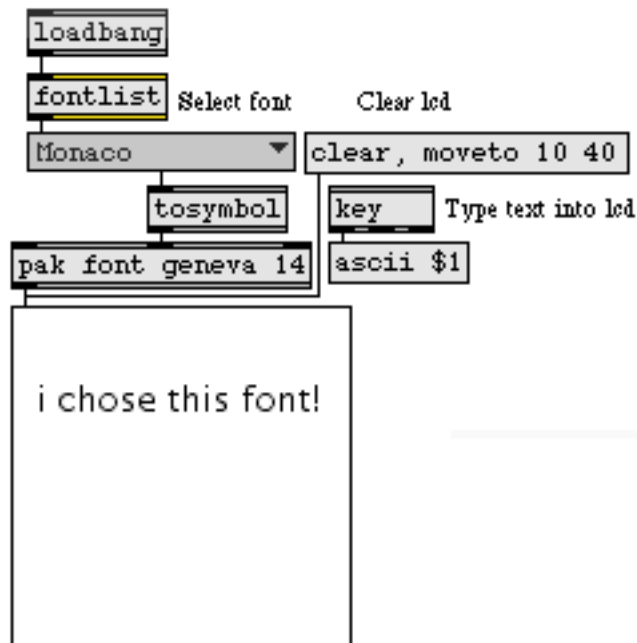 loadbang
fontlist Select font Clear lcd
Monaco clear, moveto 10 40
tosymbol key Type text into lcd
pak font geneva 14 ascii $1
i chose this font!